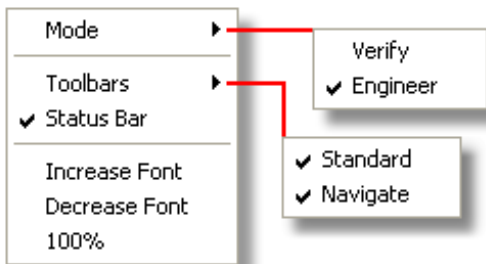 Mode
Toolbars
Status Bar
Increase Font
Decrease Font
100%
Verify
Engineer
Standard
Navigate